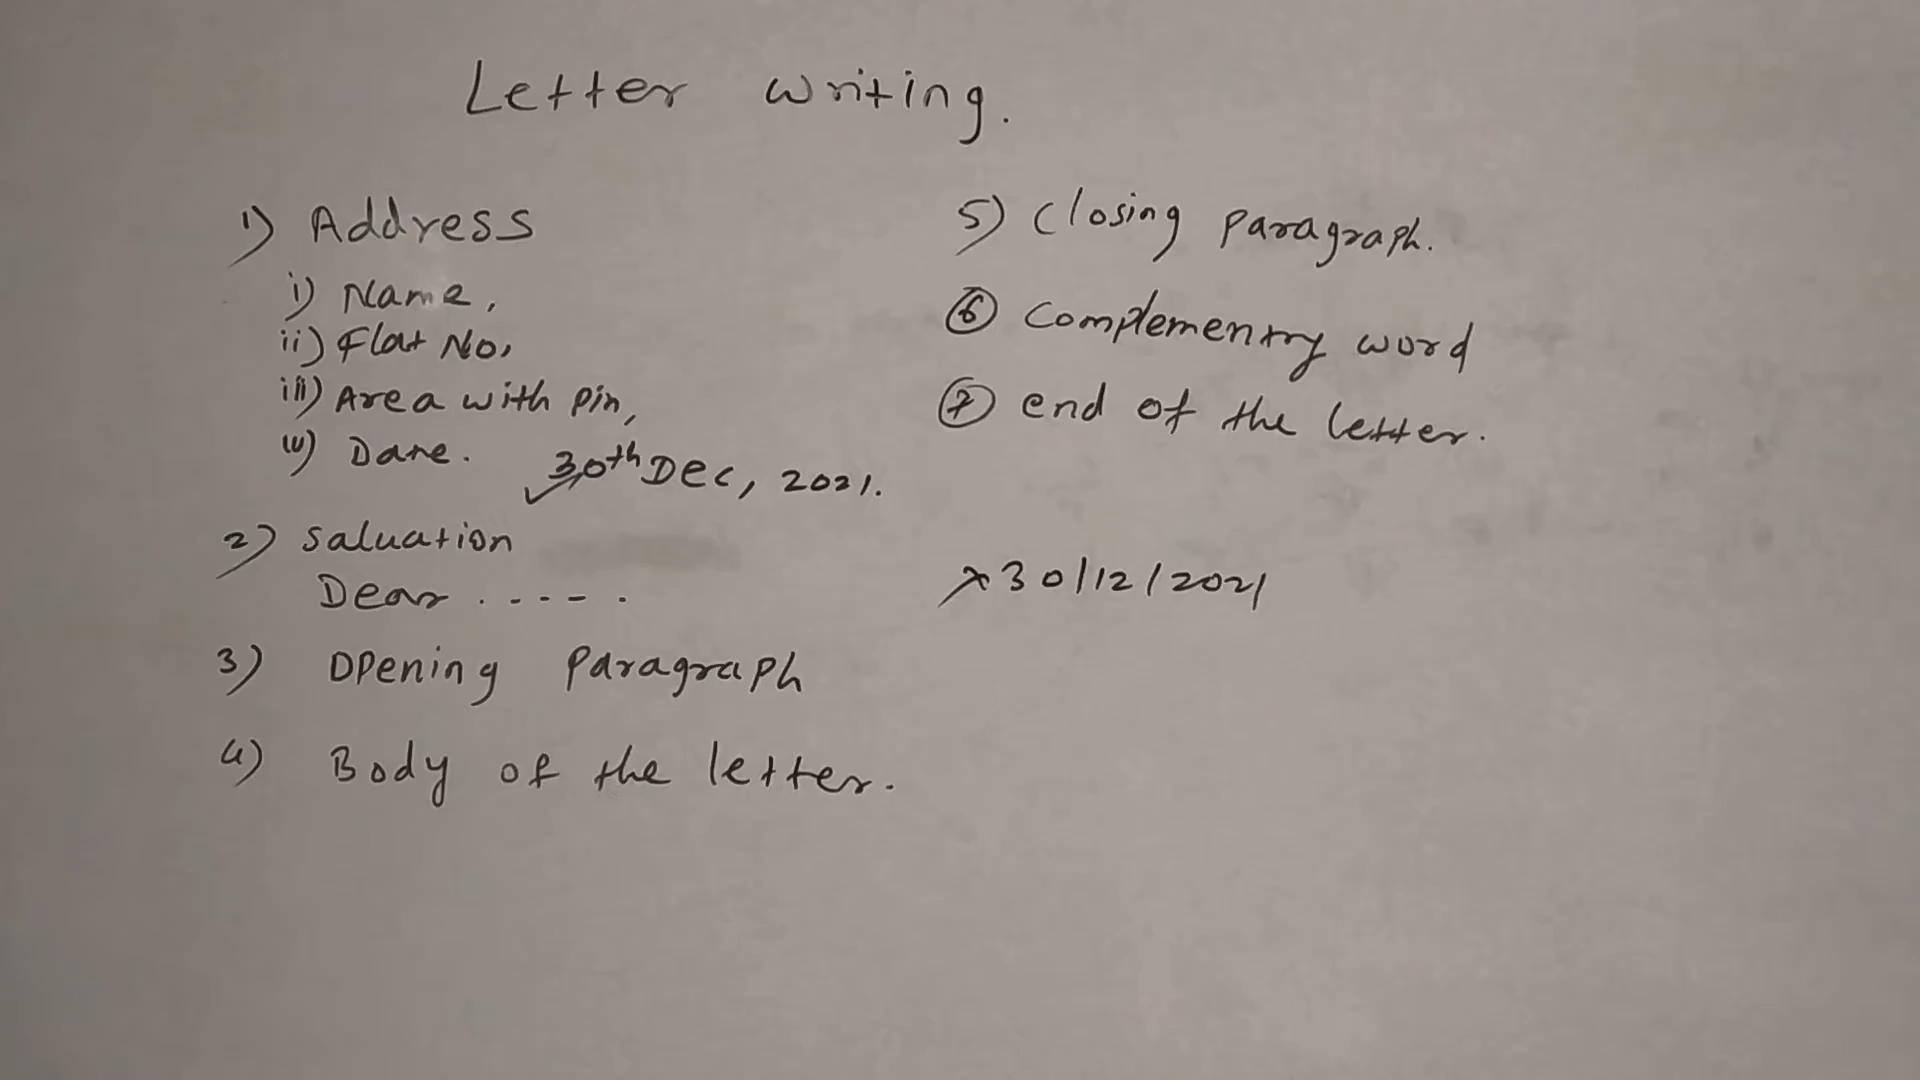 Letter writing.
1) Address
i) Name,
ii) Flat No,
iii) Area with Pin,
iv) Date. ✓30th Dec, 2021.
2) Saluation
Dear . - - - - .
3) Opening Paragraph
4) Body of the letter.
5) Closing Paragraph.
⑥ Complementry word
⑦ end of the letter.
×30/12/2021